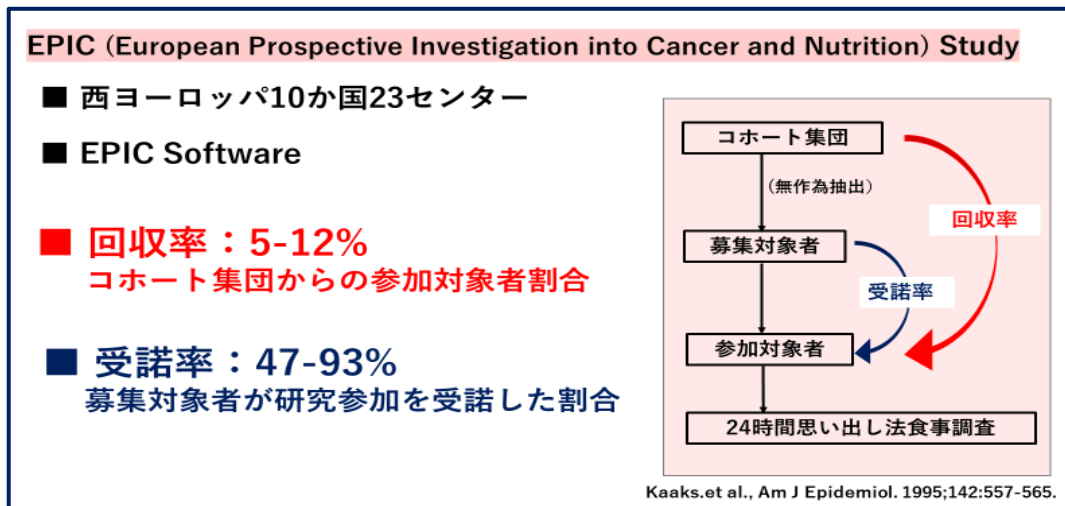 EPIC (European Prospective Investigation into Cancer and Nutrition) Study
■ 西ヨーロッパ10か国23センター
■ EPIC Software
■ 回収率：5-12%
コホート集団からの参加対象者割合
■ 受諾率：47-93%
募集対象者が研究参加を受諾した割合
コホート集団
(無作為抽出)
回収率
募集対象者
受諾率
参加対象者
24時間思い出し法食事調査
Kaaks.et al., Am J Epidemiol. 1995;142:557-565.